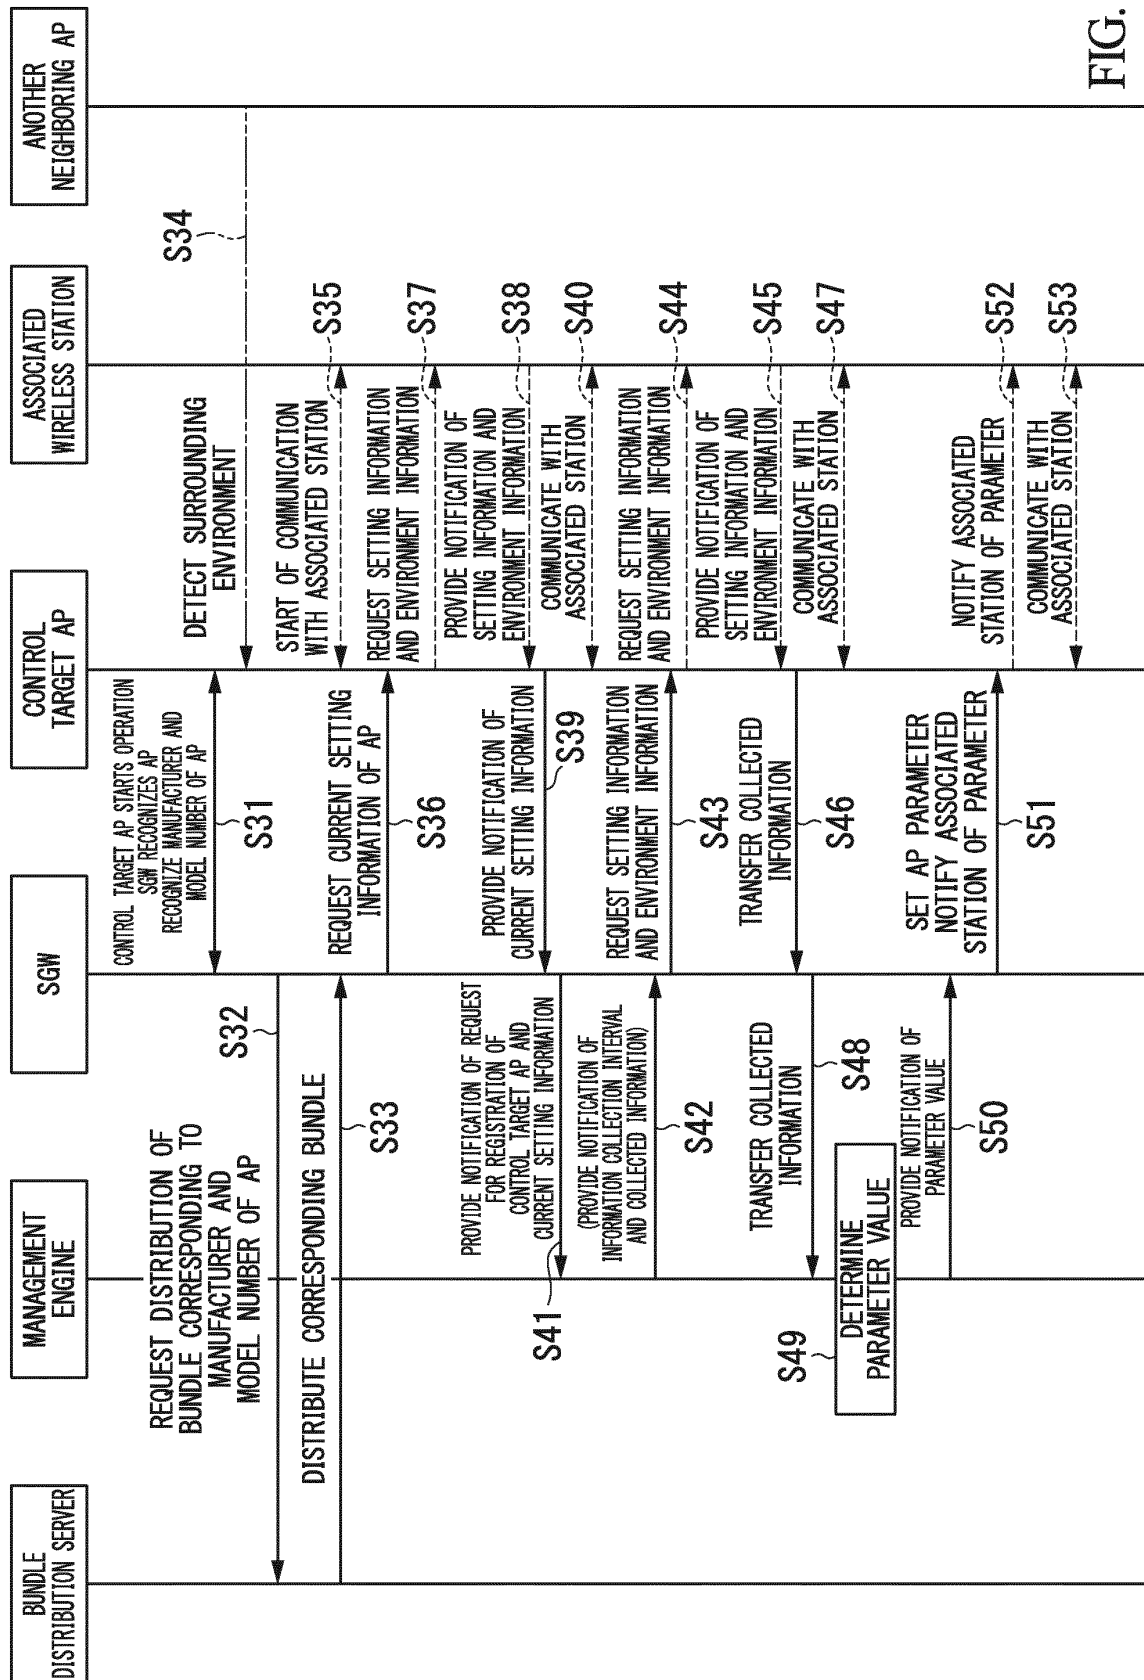 BUNDLE
DISTRIBUTION SERVER
MANAGEMENT
ENGINE
SGW
CONTROL
TARGET AP
ASSOCIATED
WIRELESS STATION
ANOTHER
NEIGHBORING AP
CONTROL TARGET AP STARTS OPERATION
SGW RECOGNIZES AP
RECOGNIZE MANUFACTURER AND
MODEL NUMBER OF AP
S31
REQUEST DISTRIBUTION OF
BUNDLE CORRESPONDING TO
MANUFACTURER AND
MODEL NUMBER OF AP
S32
DISTRIBUTE CORRESPONDING BUNDLE
S33
DETECT SURROUNDING
ENVIRONMENT
S34
START OF COMMUNICATION
WITH ASSOCIATED STATION
S35
REQUEST CURRENT SETTING
INFORMATION OF AP
S36
REQUEST SETTING INFORMATION
AND ENVIRONMENT INFORMATION
S37
PROVIDE NOTIFICATION OF
SETTING INFORMATION AND
ENVIRONMENT INFORMATION
S38
PROVIDE NOTIFICATION OF
CURRENT SETTING INFORMATION
S39
COMMUNICATE WITH
ASSOCIATED STATION
S40
PROVIDE NOTIFICATION OF REQUEST
FOR REGISTRATION OF
CONTROL TARGET AP AND
CURRENT SETTING INFORMATION
S41
(PROVIDE NOTIFICATION OF
INFORMATION COLLECTION INTERVAL
AND COLLECTED INFORMATION)
S42
REQUEST SETTING INFORMATION
AND ENVIRONMENT INFORMATION
S43
REQUEST SETTING INFORMATION
AND ENVIRONMENT INFORMATION
S44
PROVIDE NOTIFICATION OF
SETTING INFORMATION AND
ENVIRONMENT INFORMATION
S45
TRANSFER COLLECTED
INFORMATION
S46
COMMUNICATE WITH
ASSOCIATED STATION
S47
TRANSFER COLLECTED
INFORMATION
S48
DETERMINE
PARAMETER VALUE
S49
PROVIDE NOTIFICATION OF
PARAMETER VALUE
S50
SET AP PARAMETER
NOTIFY ASSOCIATED
STATION OF PARAMETER
S51
NOTIFY ASSOCIATED
STATION OF PARAMETER
S52
COMMUNICATE WITH
ASSOCIATED STATION
S53
FIG.